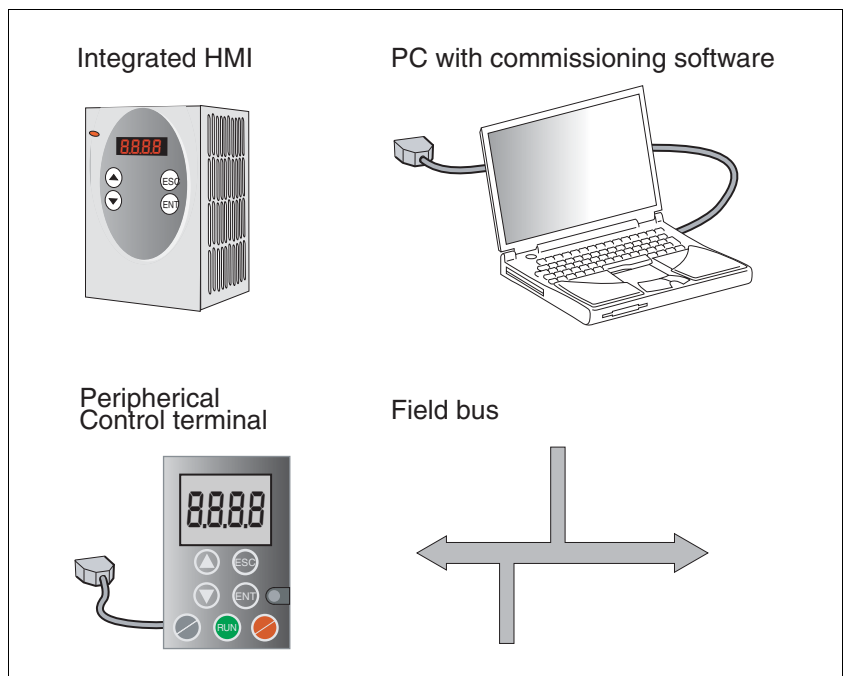 Integrated HMI
PC with commissioning software
8.8.8.8
ESC
ENT
Peripherical
Control terminal
Field bus
8.8.8.8
ESC
ENT
RUN